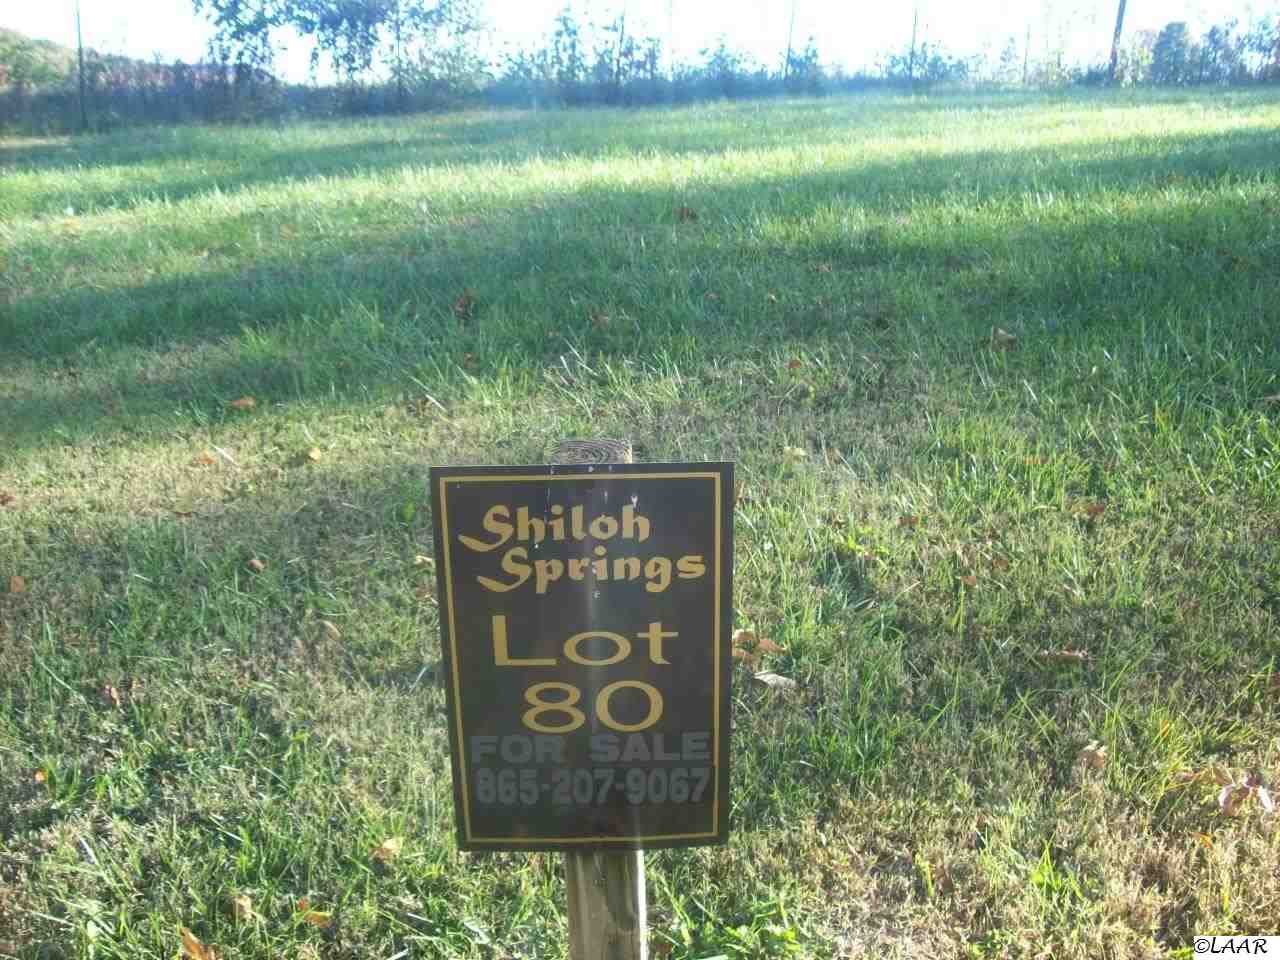 Shiloh
Springs
Lot
80
FOR SALE
865-207-9067
©LAAR